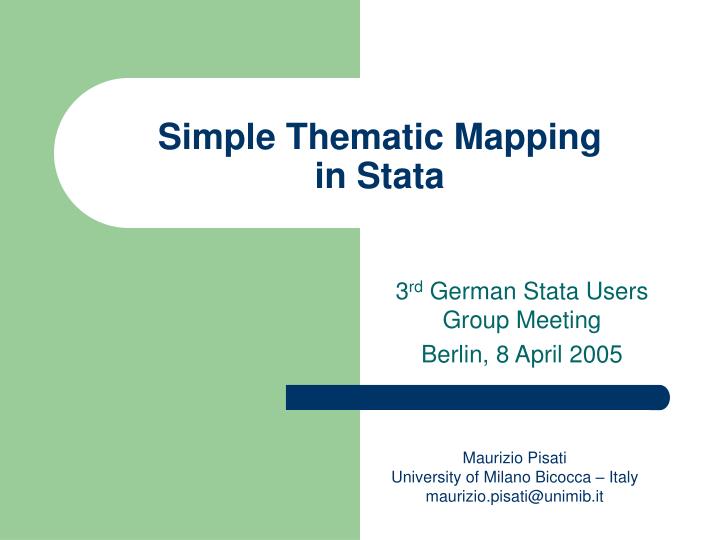 Simple Thematic Mapping
in Stata
3rd German Stata Users
Group Meeting
Berlin, 8 April 2005
Maurizio Pisati
University of Milano Bicocca – Italy
maurizio.pisati@unimib.it